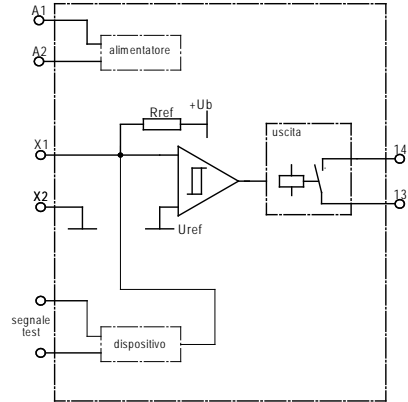 A1
A2
alimentatore
+Ub
Rref
uscita
X1
14
X2
13
Uref
segnale
test
dispositivo